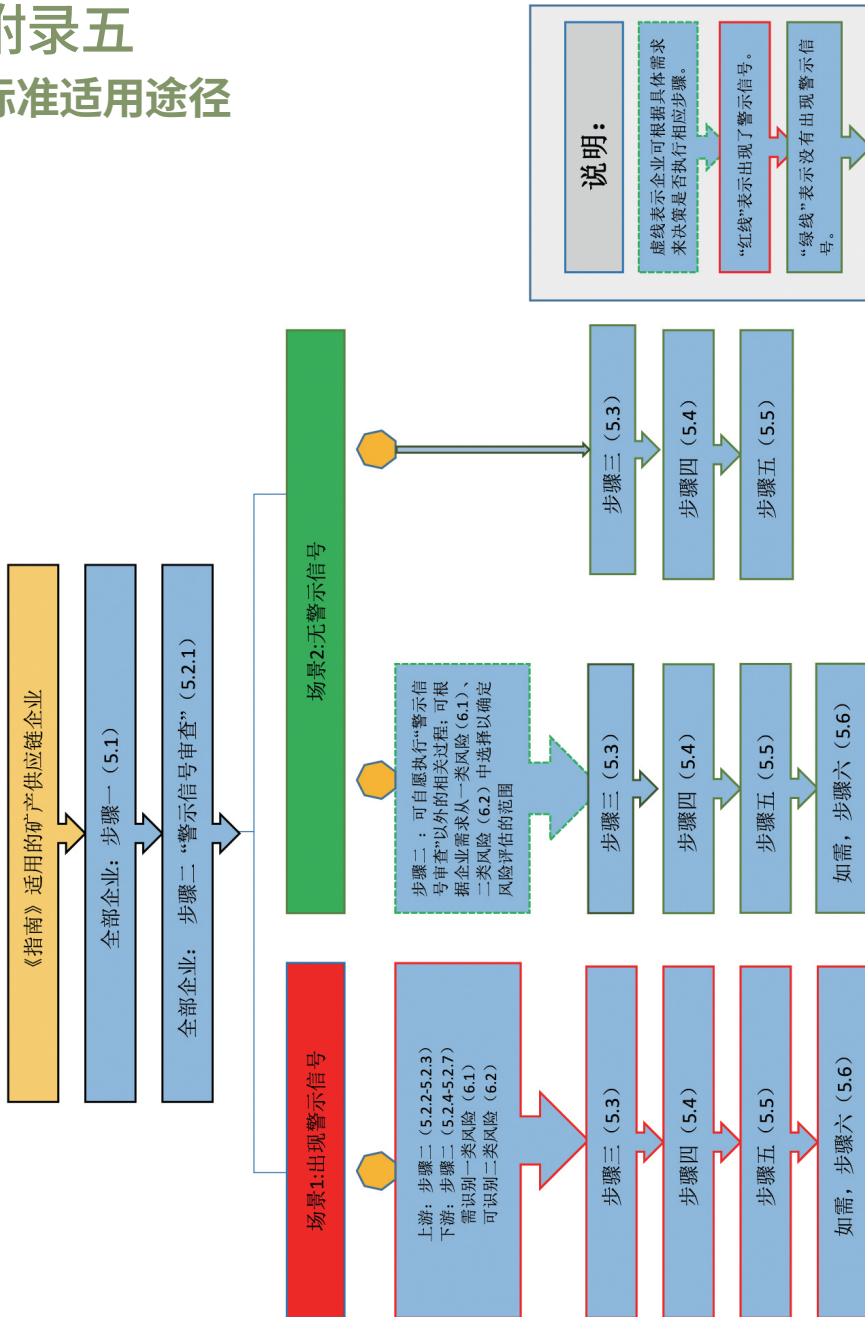 附录五
标准适用途径
《指南》适用的矿产供应链企业
全部企业：步骤一（5.1）
全部企业： 步骤二“警示信号审查”（5.2.1）
场景1:出现警示信号
上游：步骤二（5.2.2-5.2.3）
下游：步骤二（5.2.4-5.2.7）
需识别一类风险（6.1）
可识别二类风险（6.2）
步骤三（5.3）
步骤四（5.4）
步骤五（5.5）
如需，步骤六（5.6）
场景2:无警示信号
步骤二 ：可自愿执行“警示信
号审查”以外的相关过程；可根
据企业需求从一类风险（6.1）、
二类风险（6.2）中选择以确定
风险评估的范围
步骤三（5.3）
步骤四（5.4）
步骤五（5.5）
如需，步骤六（5.6）
步骤三（5.3）
步骤四（5.4）
步骤五（5.5）
说明：
虚线表示企业可根据具体需求
来决策是否执行相应步骤。
“红线”表示出现了警示信号。
“绿线”表示没有出现警示信
号。